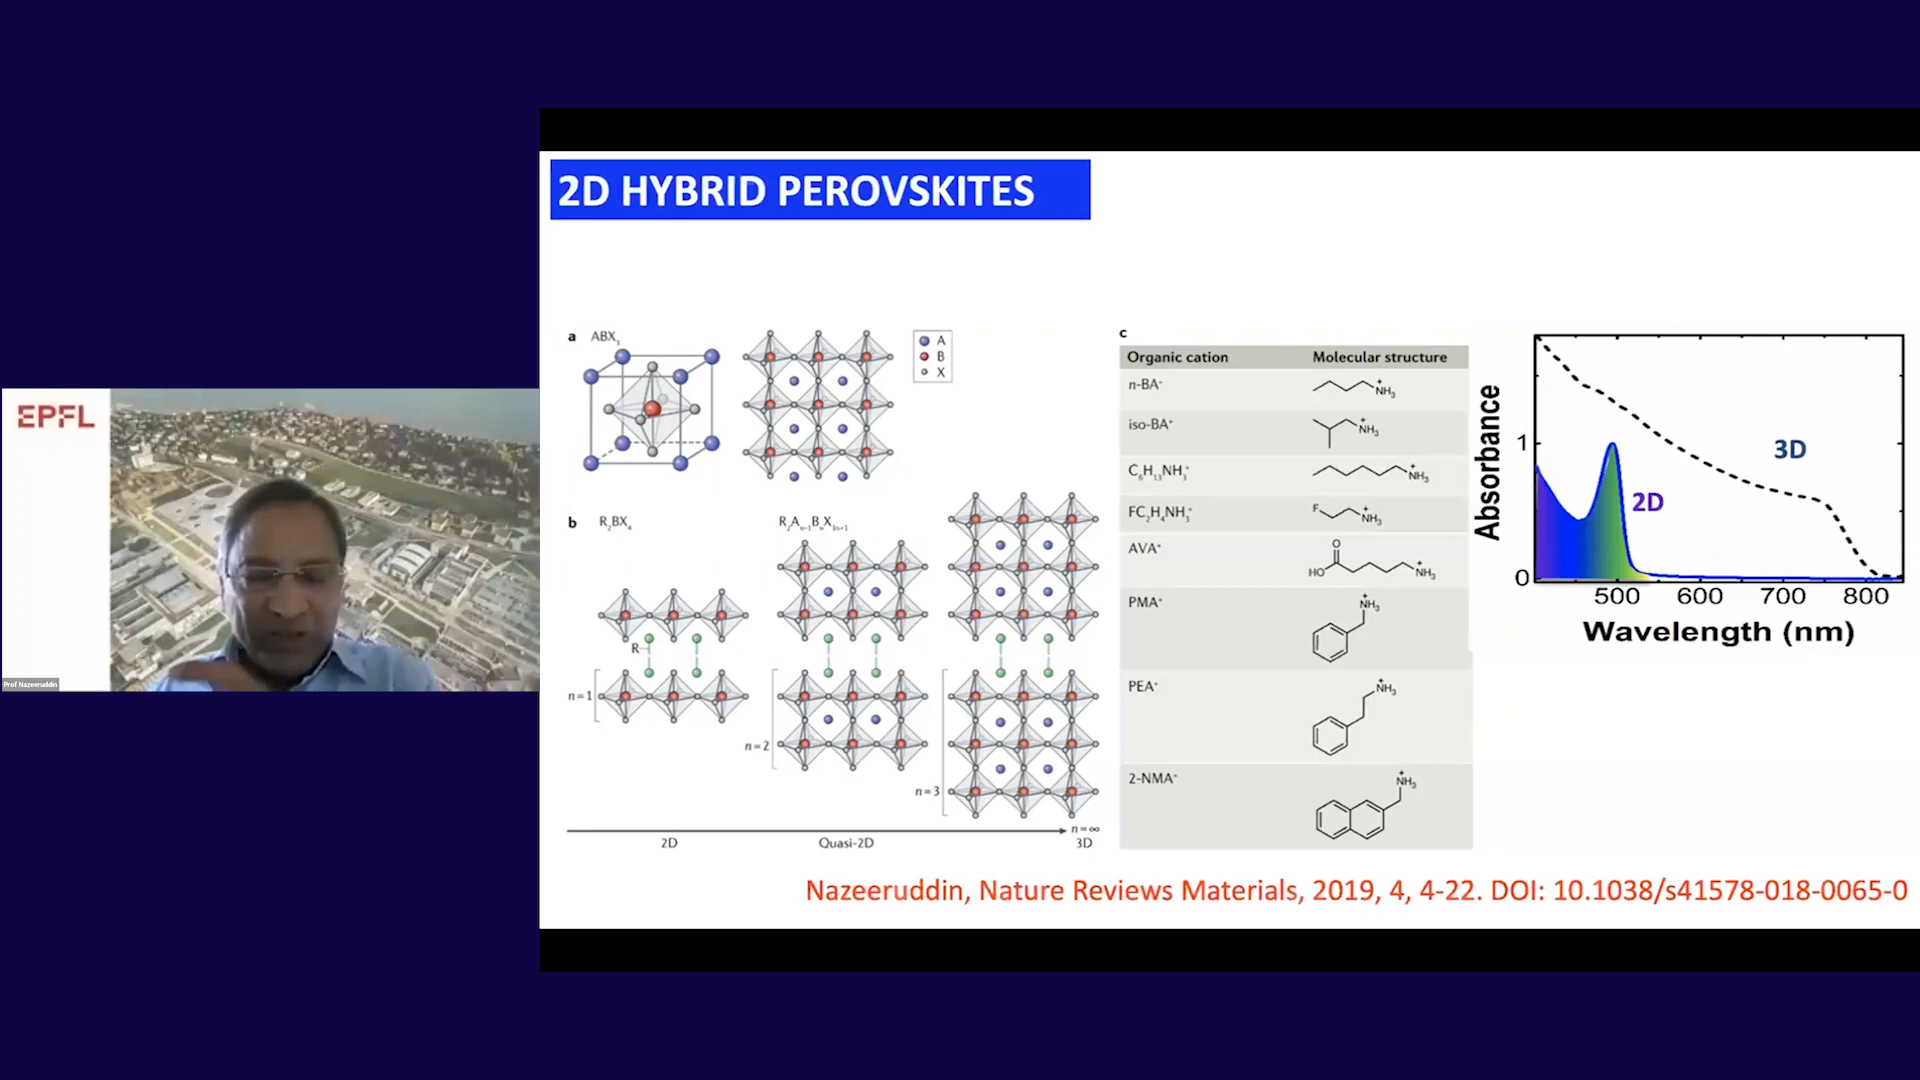 EPFL
Prof Nazeeruddin
2D HYBRID PEROVSKITES
a ABX₃
A
B
X
b R₂BX₄
R₂Aₙ₋₁BₙX₃ₙ₊₁
R
n=1
n=2
n=3
n=∞
2D Quasi-2D 3D
c
Organic cation Molecular structure
n-BA⁺ NH₃⁺
iso-BA⁺ NH₃⁺
C₆H₁₃NH₃⁺ NH₃⁺
FC₂H₄NH₃⁺ F NH₃⁺
AVA⁺ O HO NH₃⁺
PMA⁺ NH₃⁺
PEA⁺ NH₃⁺
2-NMA⁺ NH₃⁺
Absorbance
1
0
3D
2D
500 600 700 800
Wavelength (nm)
Nazeeruddin, Nature Reviews Materials, 2019, 4, 4-22. DOI: 10.1038/s41578-018-0065-0